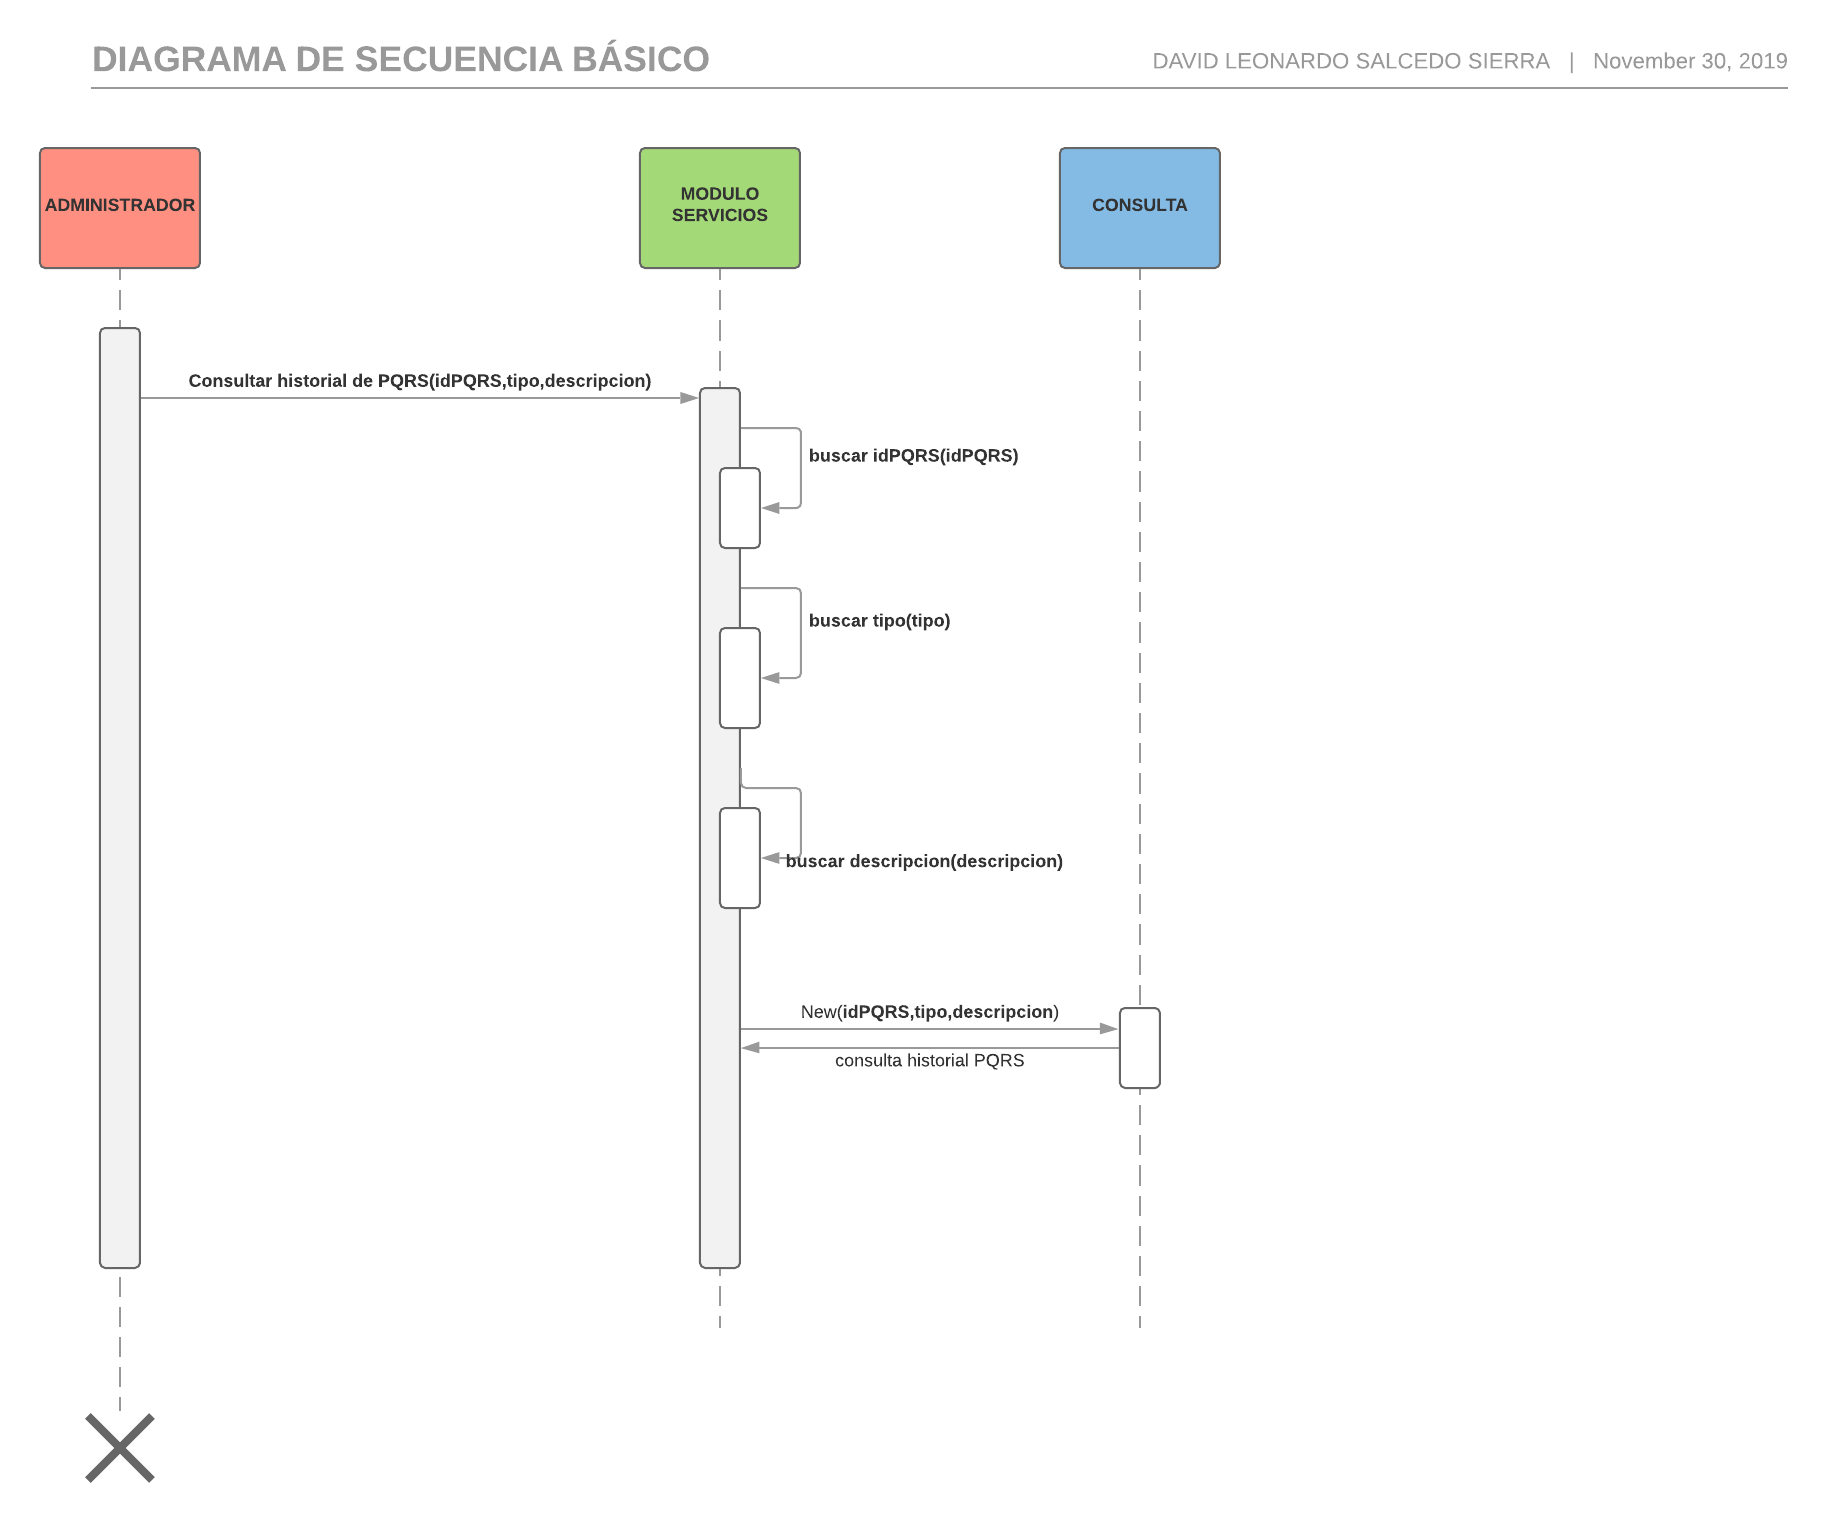 DIAGRAMA DE SECUENCIA BÁSICO
DAVID LEONARDO SALCEDO SIERRA | November 30, 2019
ADMINISTRADOR
MODULO
SERVICIOS
CONSULTA
Consultar historial de PQRS(idPQRS,tipo,descripcion)
buscar idPQRS(idPQRS)
buscar tipo(tipo)
buscar descripcion(descripcion)
New(idPQRS,tipo,descripcion)
consulta historial PQRS